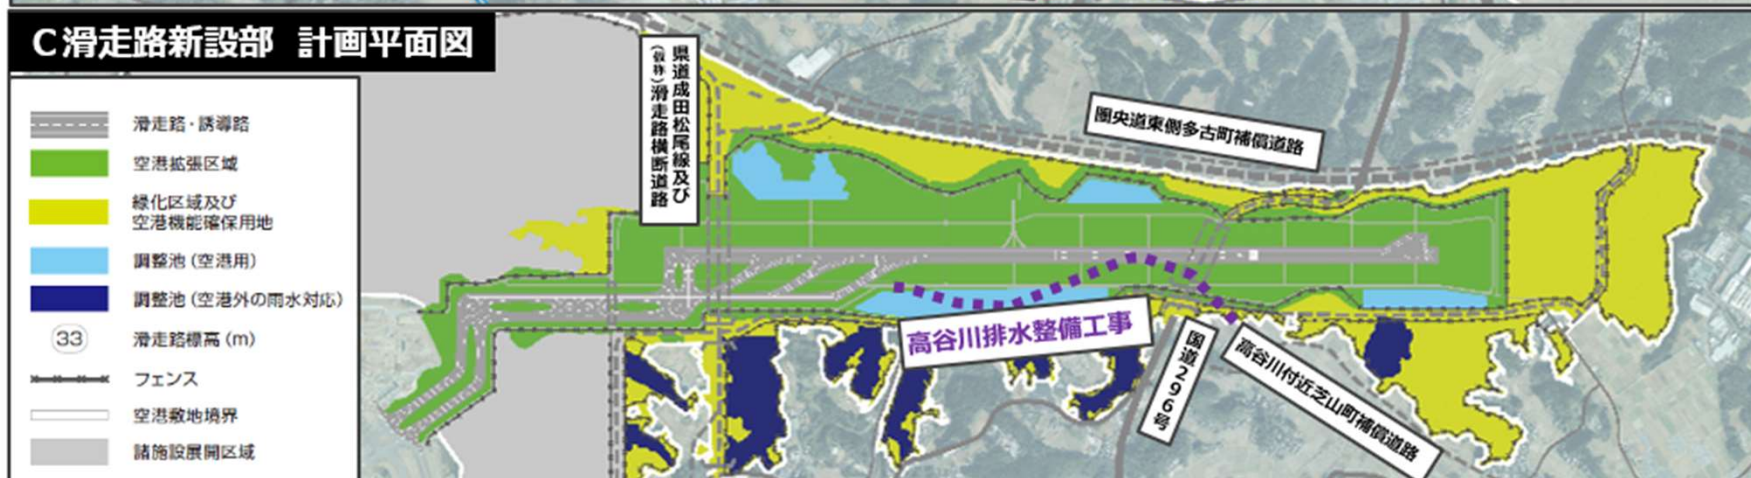 C滑走路新設部 計画平面図
滑走路・誘導路
空港拡張区域
緑化区域及び
空港機能確保用地
調整池(空港用)
調整池(空港外の雨水対応)
33
滑走路標高(m)
フェンス
空港敷地境界
諸施設展開区域
県道成田松尾線及び
(仮称)滑走路横断道路
圏央道東側多古町補償道路
高谷川排水整備工事
国道296号
高谷川付近芝山町補償道路